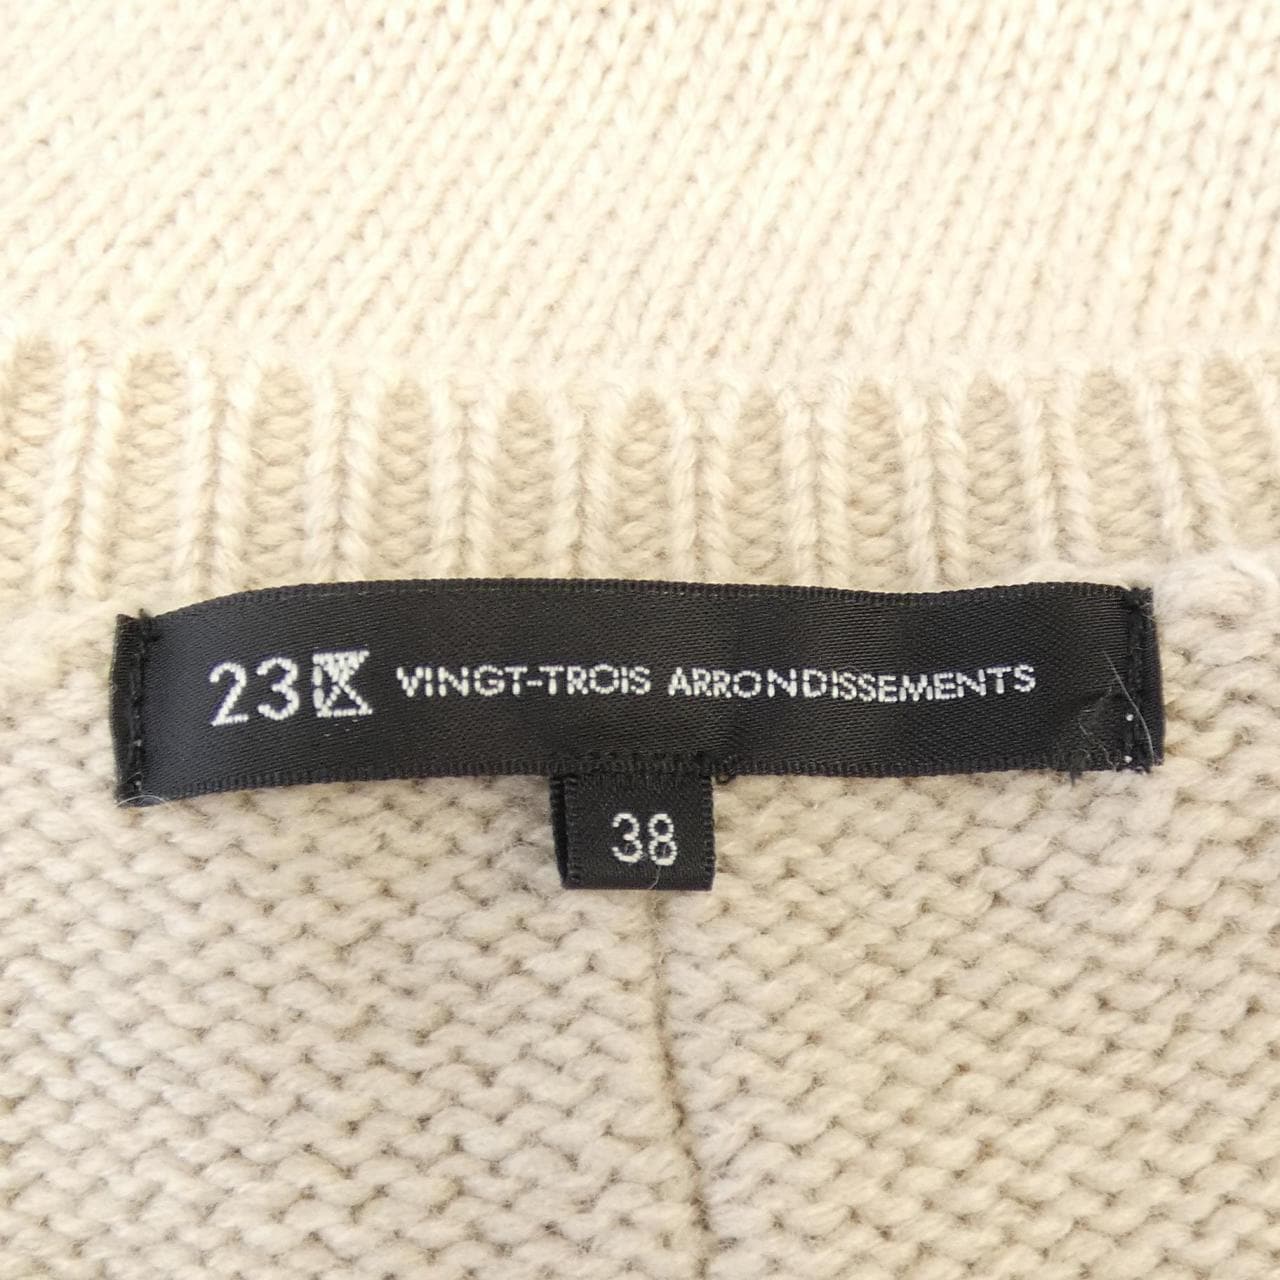 23区 VINGT-TROIS ARRONDISSEMENTS
38